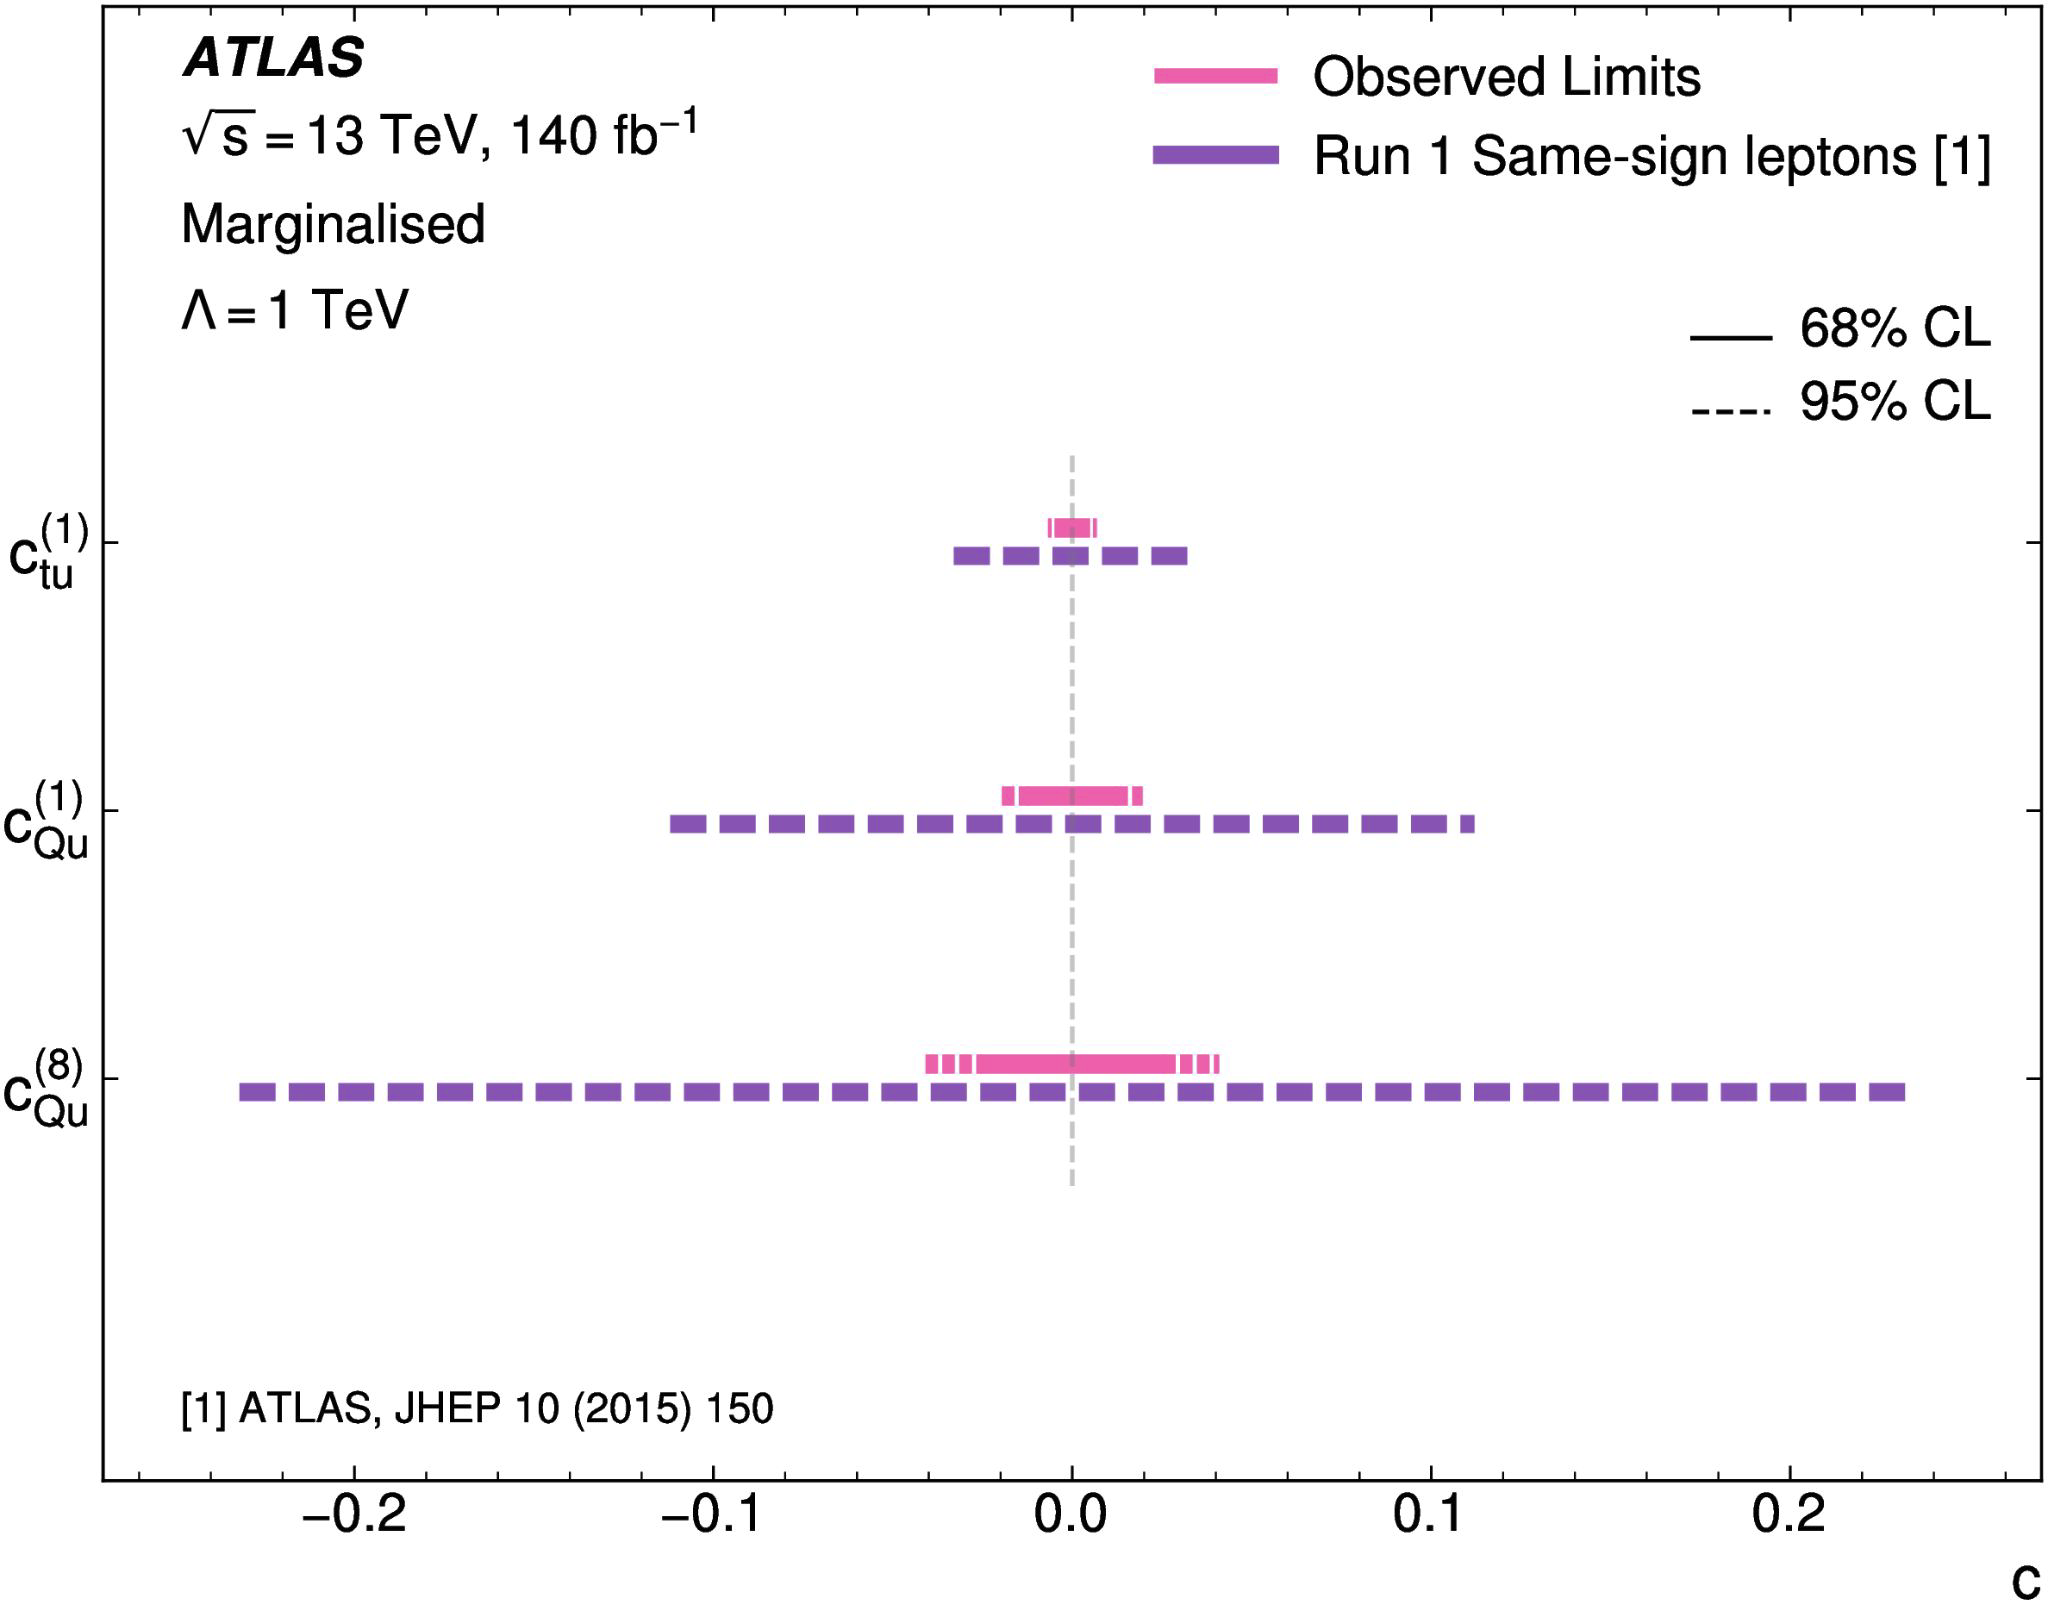 ATLAS
√s = 13 TeV, 140 fb⁻¹
Marginalised
Λ = 1 TeV
Observed Limits
Run 1 Same-sign leptons [1]
68% CL
95% CL
c_tu^(1)
c_Qu^(1)
c_Qu^(8)
[1] ATLAS, JHEP 10 (2015) 150
−0.2 −0.1 0.0 0.1 0.2
c